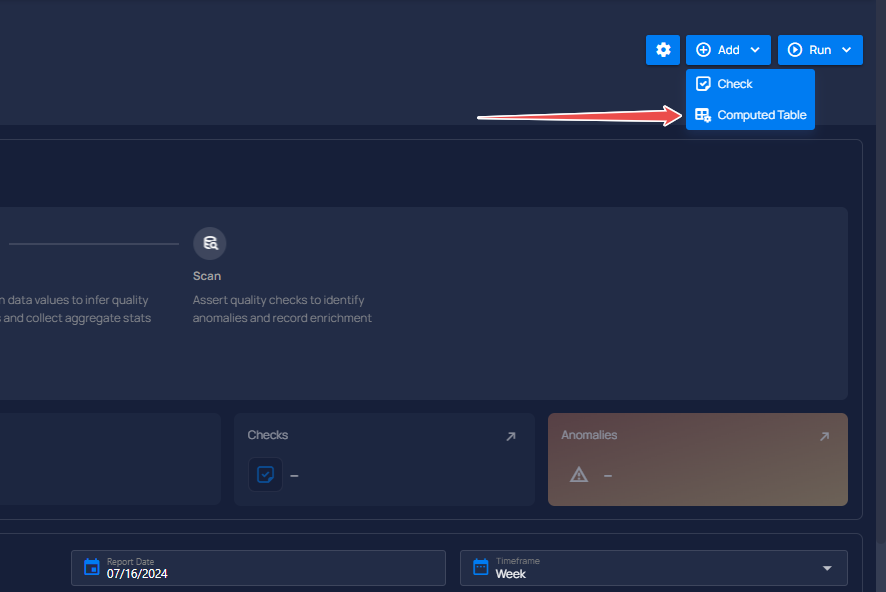 Add
Run
Check
Computed Table
Scan
data values to infer quality
and collect aggregate stats
Assert quality checks to identify
anomalies and record enrichment
Checks
Anomalies
–
–
Report Date
07/16/2024
Timeframe
Week